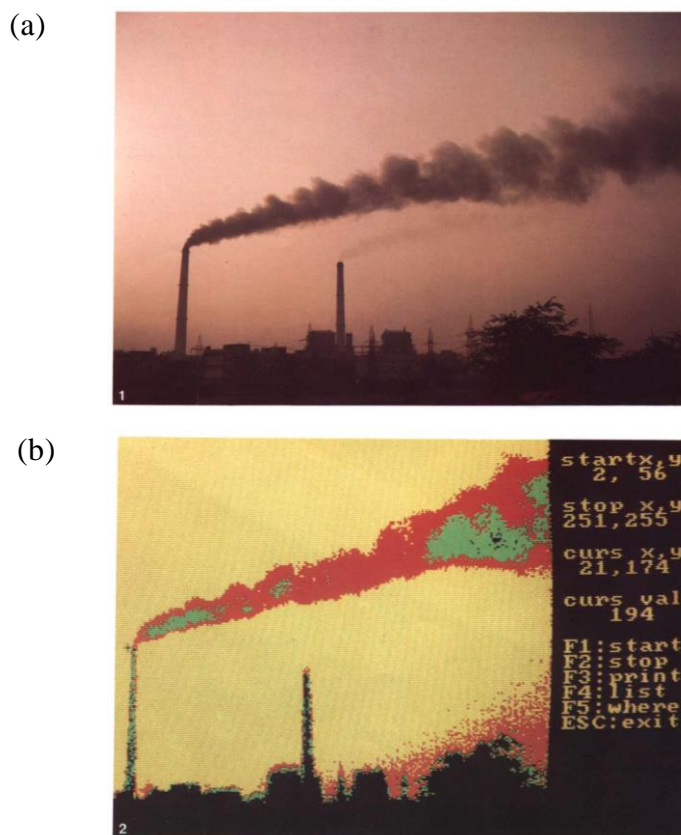 (a)
1
(b)
startx,y
2, 56
stop x,y
251,255
curs x,y
21,174
curs val
194
F1:start
F2:stop
F3:print
F4:list
F5:where
ESC:exit
2